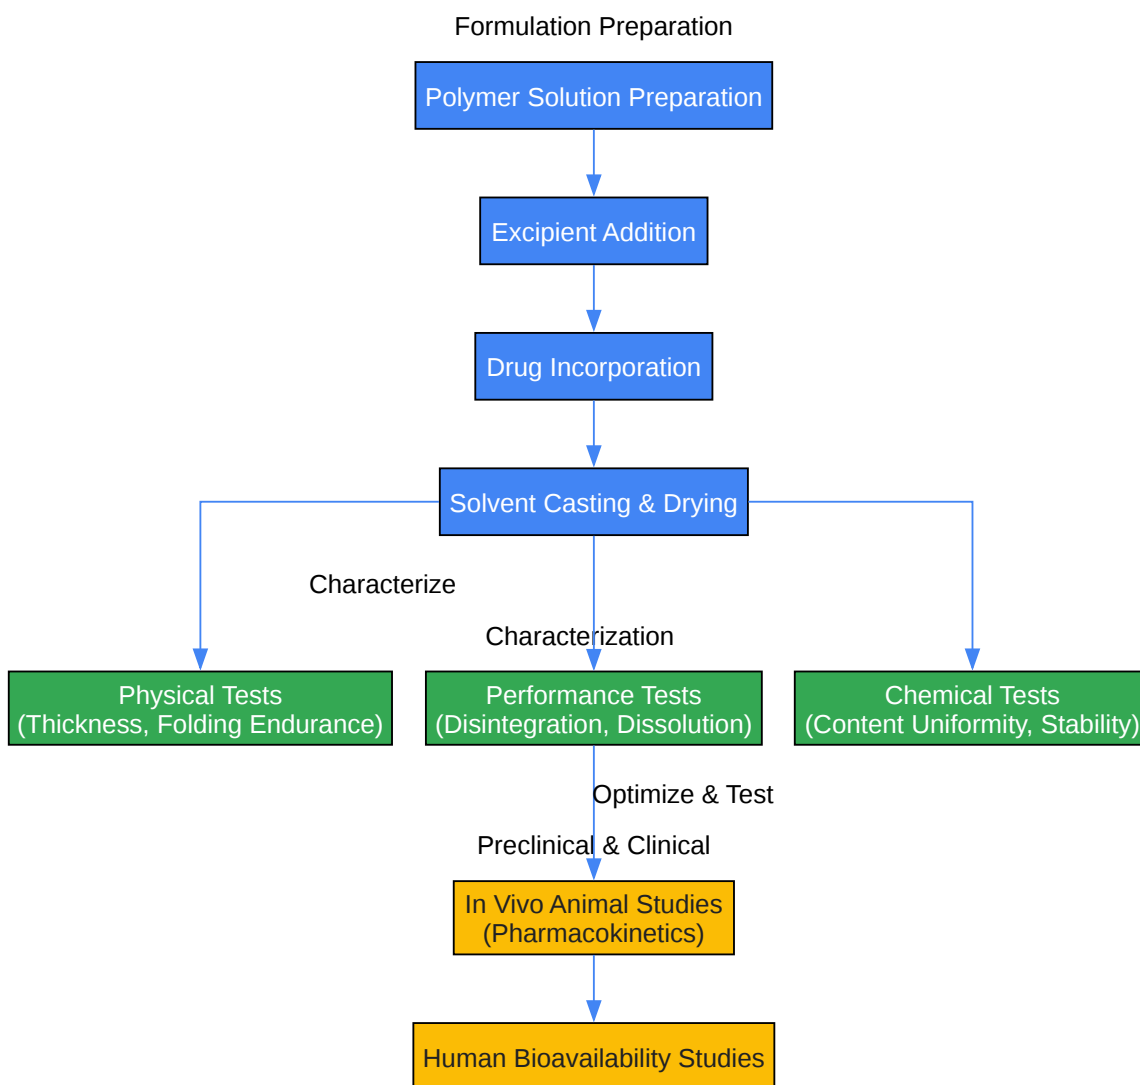 Formulation Preparation
Polymer Solution Preparation
Excipient Addition
Drug Incorporation
Solvent Casting & Drying
Characterize
Characterization
Physical Tests
(Thickness, Folding Endurance)
Performance Tests
(Disintegration, Dissolution)
Chemical Tests
(Content Uniformity, Stability)
Optimize & Test
Preclinical & Clinical
In Vivo Animal Studies
(Pharmacokinetics)
Human Bioavailability Studies